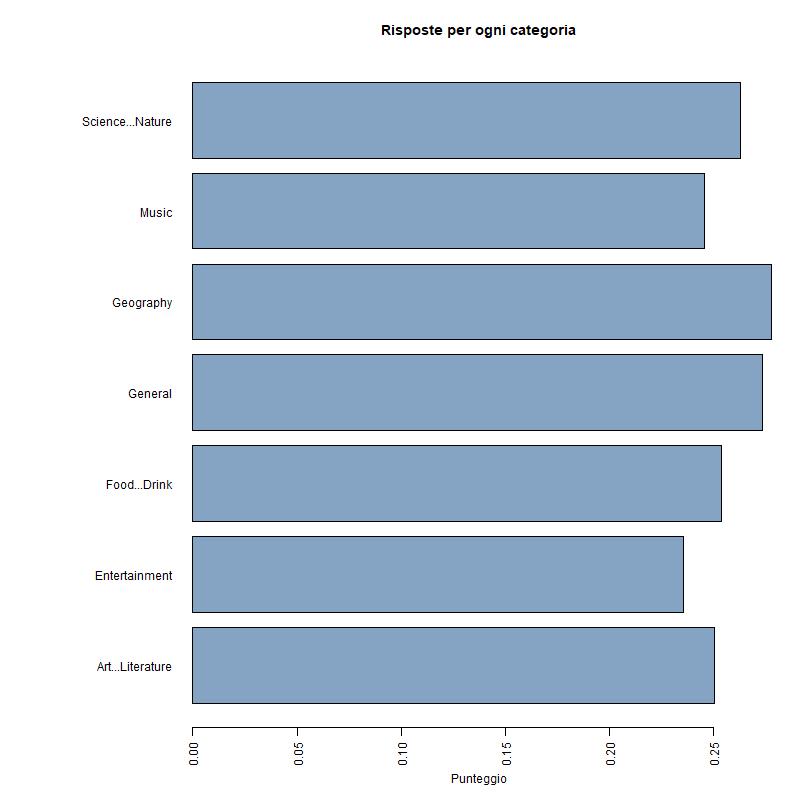 Risposte per ogni categoria
Science...Nature
Music
Geography
General
Food...Drink
Entertainment
Art...Literature
0.00 0.05 0.10 0.15 0.20 0.25
Punteggio